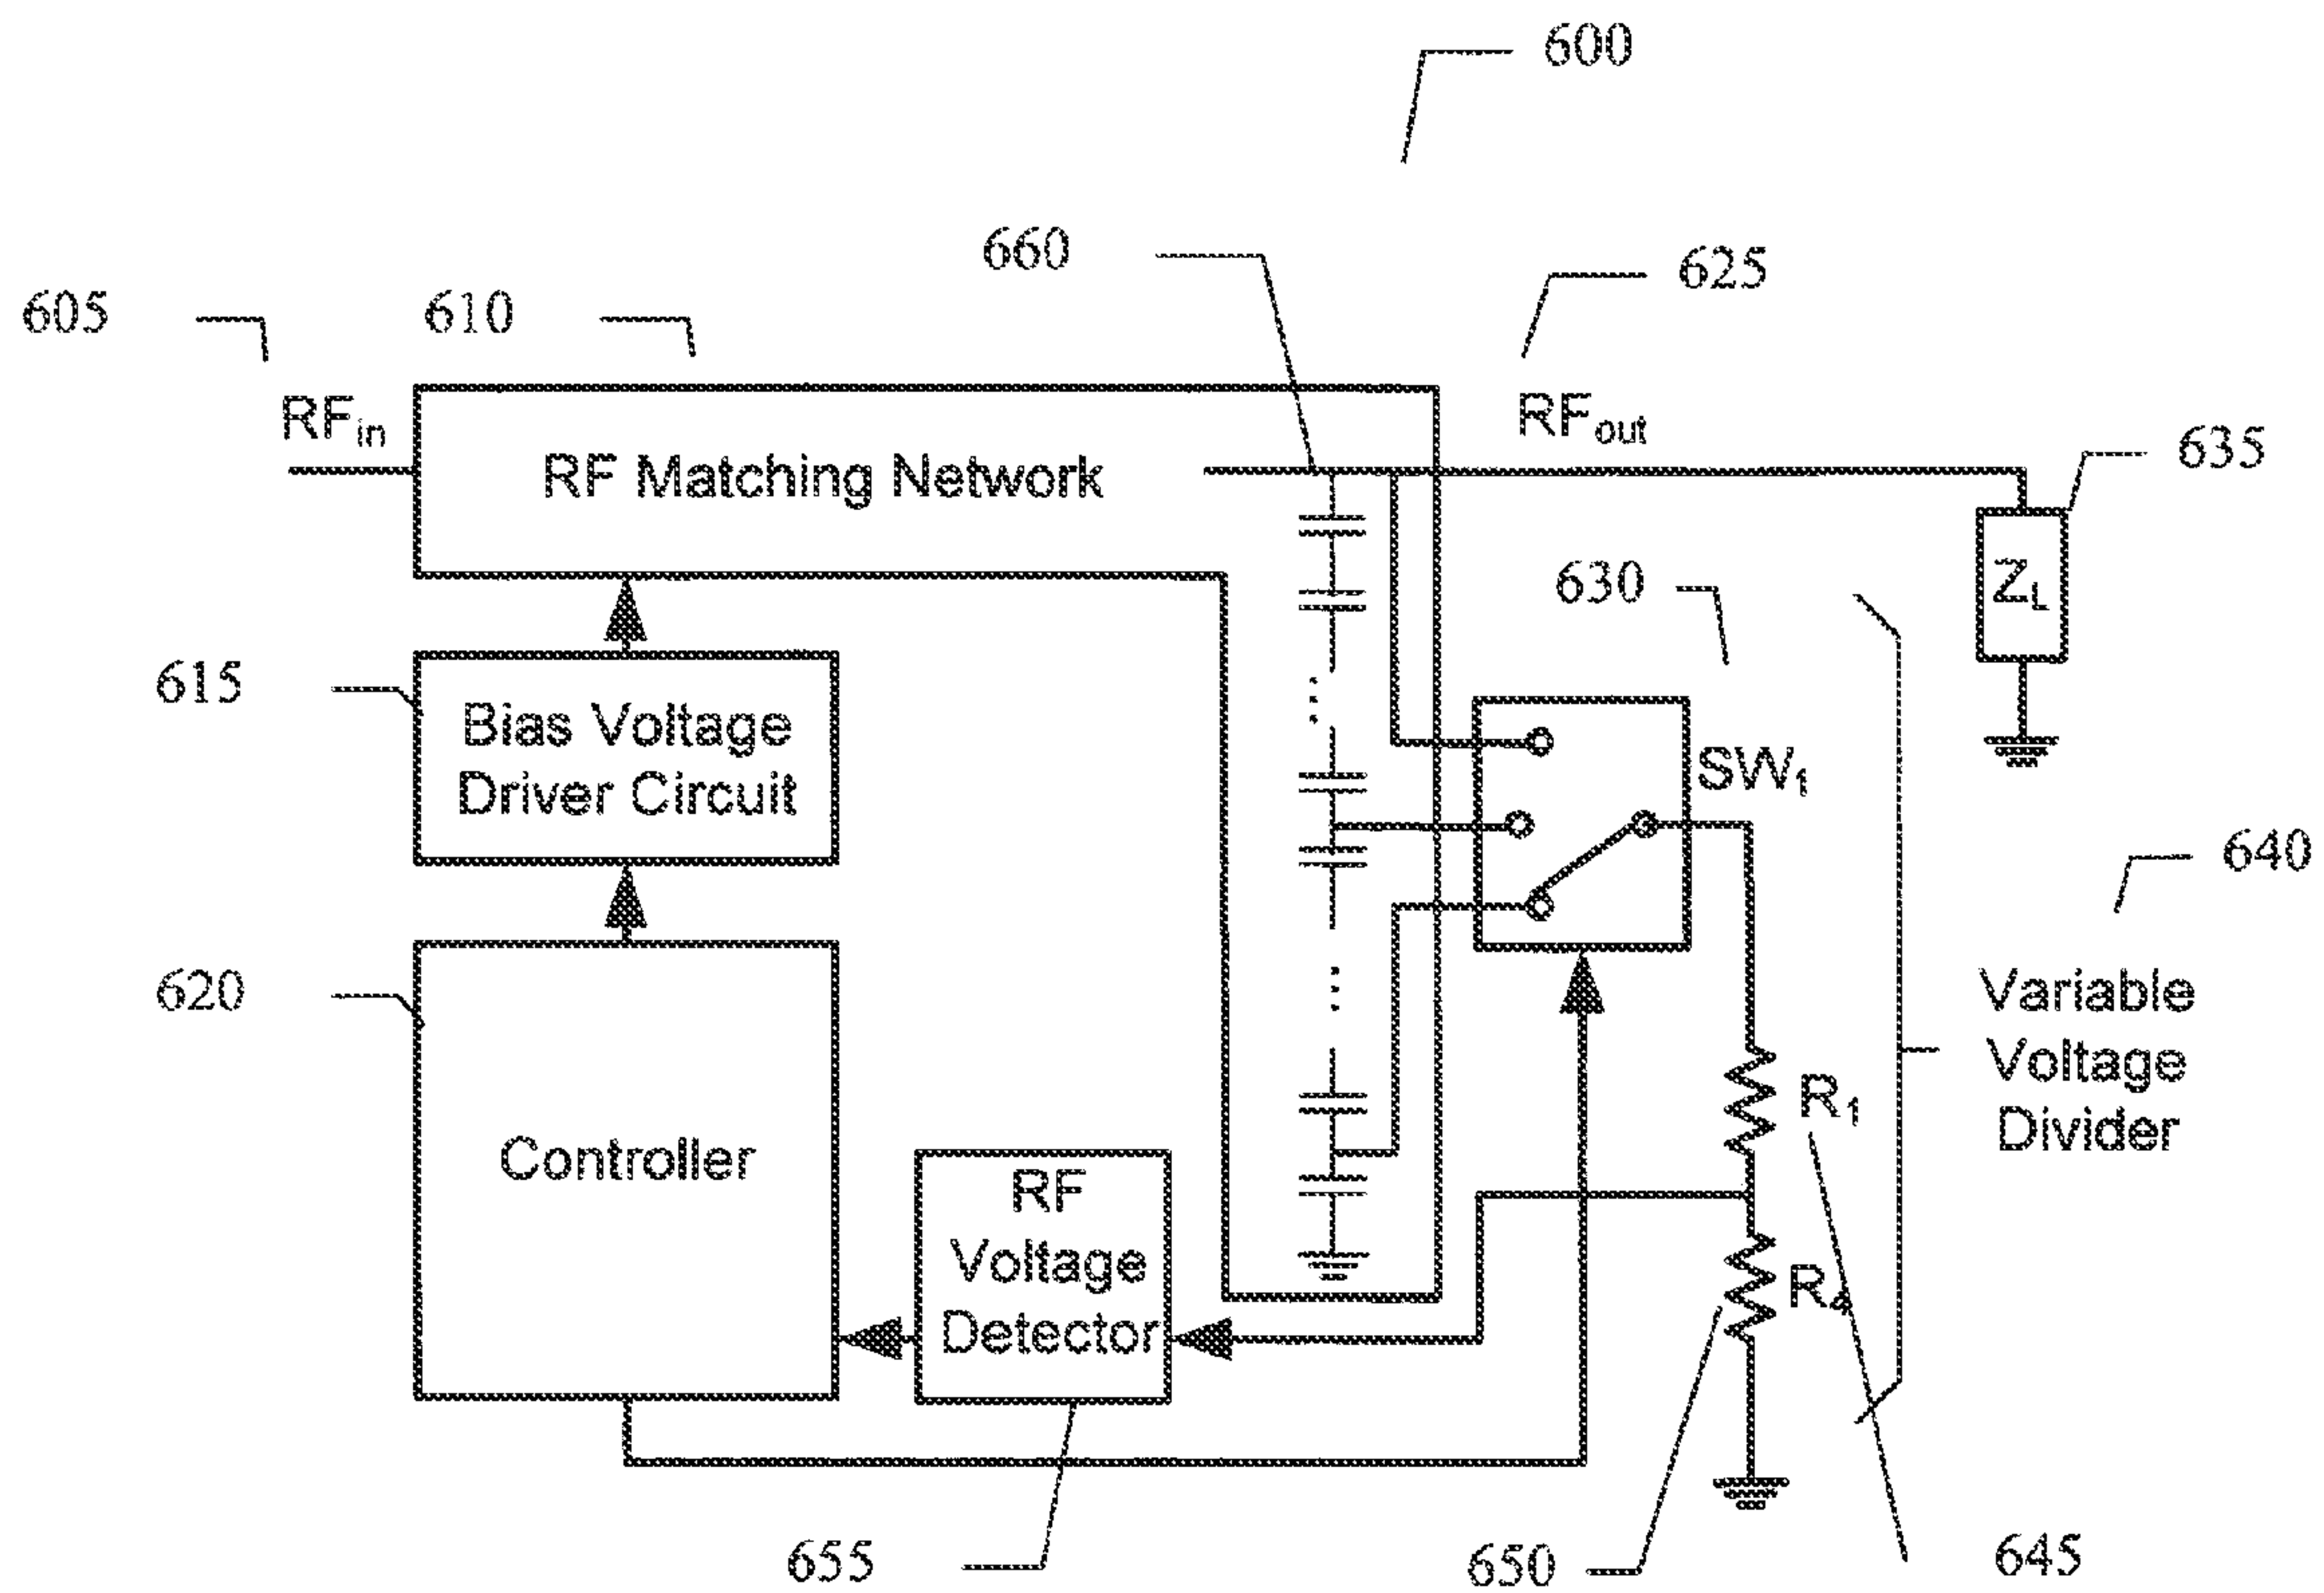 600
660
625
605
610
RFin
RFout
RF Matching Network
635
ZL
630
615
Bias Voltage
Driver Circuit
SW1
640
620
Variable
Voltage
Divider
R1
Controller
RF
Voltage
Detector
R4
655
650
645